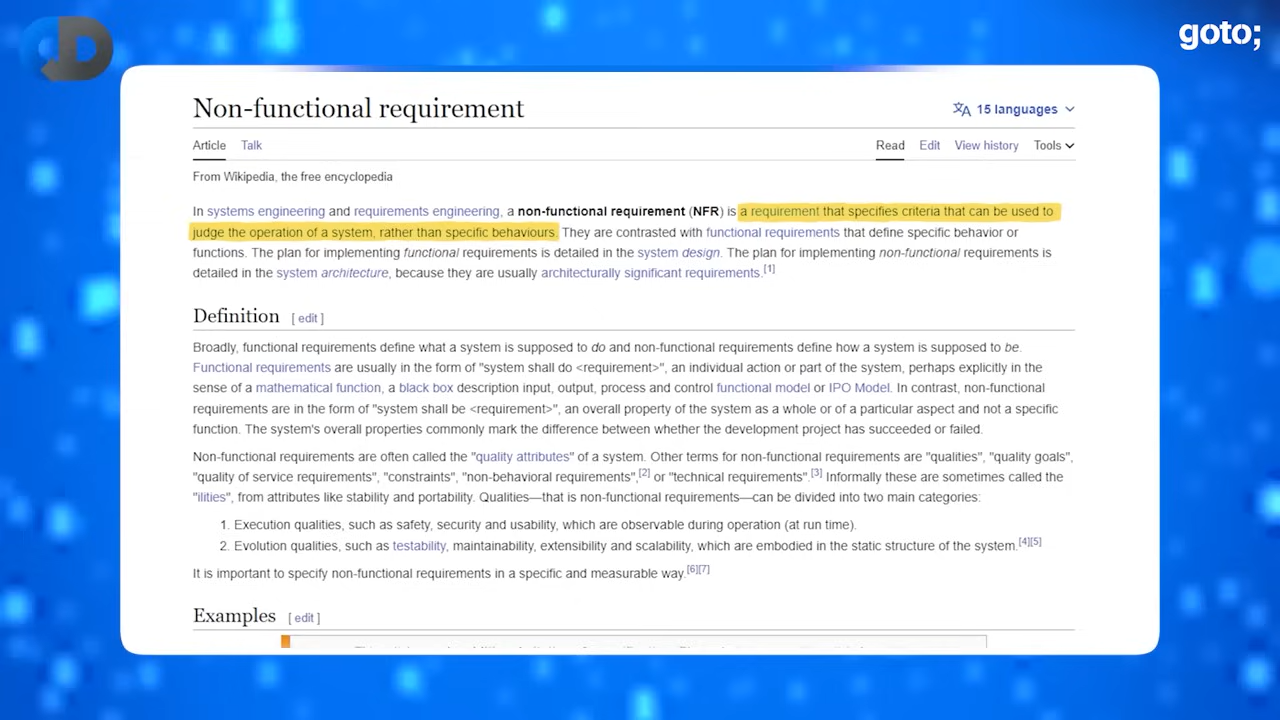 goto;
Non-functional requirement
15 languages
Article Talk Read Edit View history Tools
From Wikipedia, the free encyclopedia
In systems engineering and requirements engineering, a non-functional requirement (NFR) is a requirement that specifies criteria that can be used to
judge the operation of a system, rather than specific behaviours. They are contrasted with functional requirements that define specific behavior or
functions. The plan for implementing functional requirements is detailed in the system design. The plan for implementing non-functional requirements is
detailed in the system architecture, because they are usually architecturally significant requirements.[1]
Definition [ edit ]
Broadly, functional requirements define what a system is supposed to do and non-functional requirements define how a system is supposed to be.
Functional requirements are usually in the form of "system shall do <requirement>", an individual action or part of the system, perhaps explicitly in the
sense of a mathematical function, a black box description input, output, process and control functional model or IPO Model. In contrast, non-functional
requirements are in the form of "system shall be <requirement>", an overall property of the system as a whole or of a particular aspect and not a specific
function. The system's overall properties commonly mark the difference between whether the development project has succeeded or failed.
Non-functional requirements are often called the "quality attributes" of a system. Other terms for non-functional requirements are "qualities", "quality goals",
"quality of service requirements", "constraints", "non-behavioral requirements",[2] or "technical requirements".[3] Informally these are sometimes called the
"ilities", from attributes like stability and portability. Qualities—that is non-functional requirements—can be divided into two main categories:
1. Execution qualities, such as safety, security and usability, which are observable during operation (at run time).
2. Evolution qualities, such as testability, maintainability, extensibility and scalability, which are embodied in the static structure of the system.[4][5]
It is important to specify non-functional requirements in a specific and measurable way.[6][7]
Examples [ edit ]